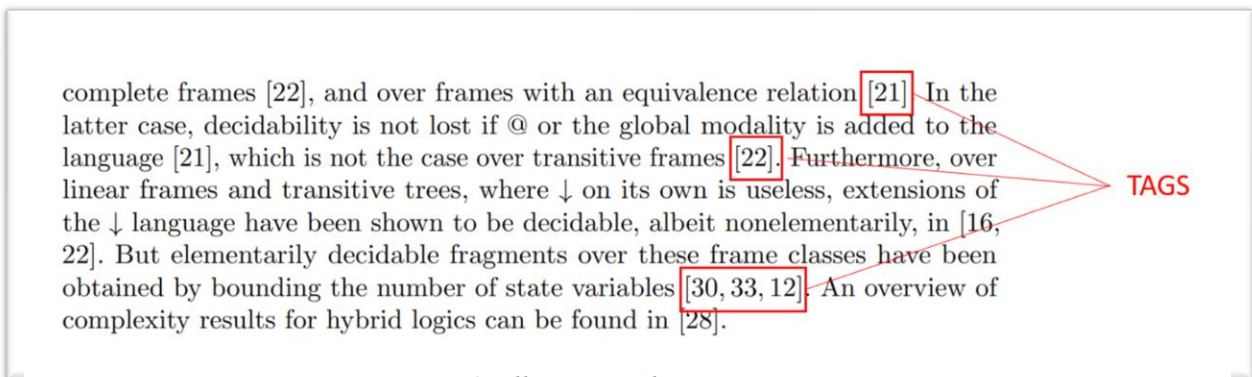 complete frames [22], and over frames with an equivalence relation [21]. In the
latter case, decidability is not lost if @ or the global modality is added to the
language [21], which is not the case over transitive frames [22]. Furthermore, over
linear frames and transitive trees, where ↓ on its own is useless, extensions of
the ↓ language have been shown to be decidable, albeit nonelementarily, in [16,
22]. But elementarily decidable fragments over these frame classes have been
obtained by bounding the number of state variables [30, 33, 12]. An overview of
complexity results for hybrid logics can be found in [28].
TAGS